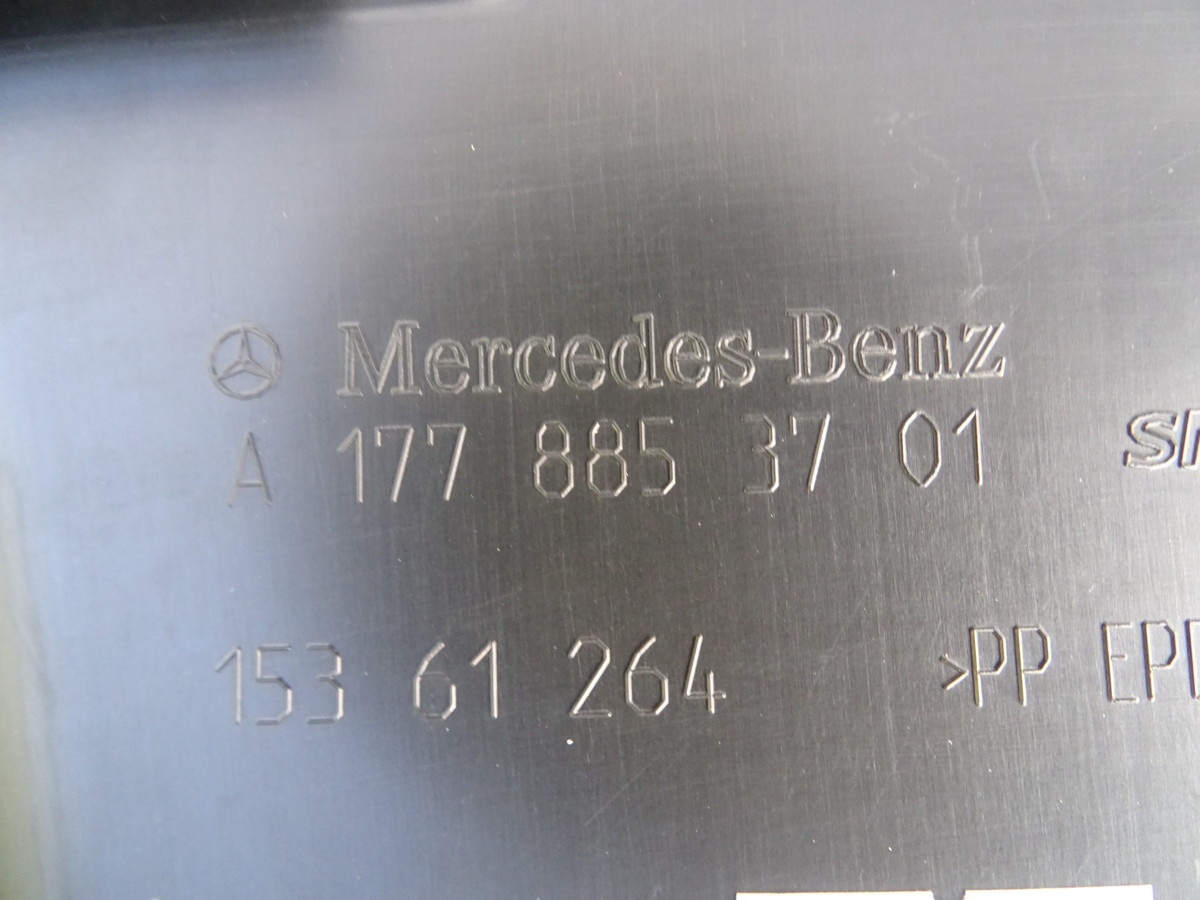 Mercedes-Benz
A 177 885 37 01
153 61 264 >PP